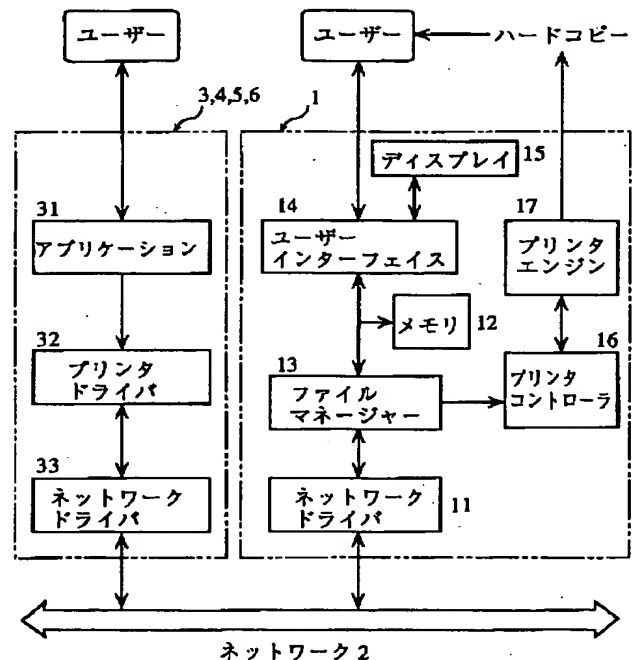 ユーザー
ユーザー
ハードコピー
3,4,5,6
1
ディスプレイ
15
31
アプリケーション
14
ユーザー
インターフェイス
17
プリンタ
エンジン
メモリ
12
32
プリンタ
ドライバ
13
ファイル
マネージャー
16
プリンタ
コントローラ
33
ネットワーク
ドライバ
ネットワーク
ドライバ
11
ネットワーク2